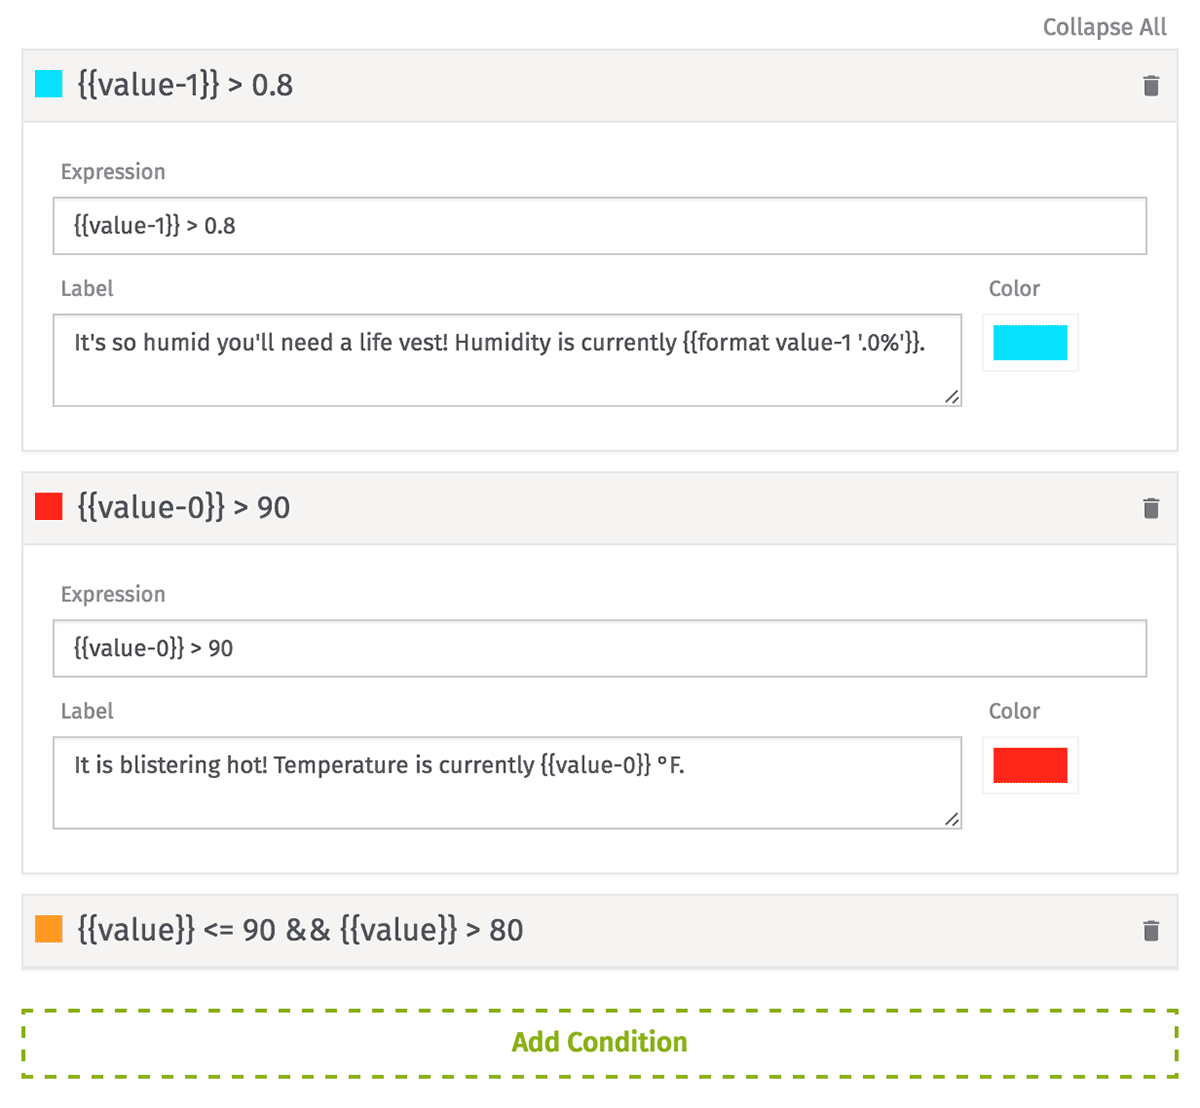 Collapse All
{{value-1}} > 0.8
Expression
{{value-1}} > 0.8
Label
Color
It's so humid you'll need a life vest! Humidity is currently {{format value-1 '.0%'}}.
{{value-0}} > 90
Expression
{{value-0}} > 90
Label
Color
It is blistering hot! Temperature is currently {{value-0}} °F.
{{value}} <= 90 && {{value}} > 80
Add Condition